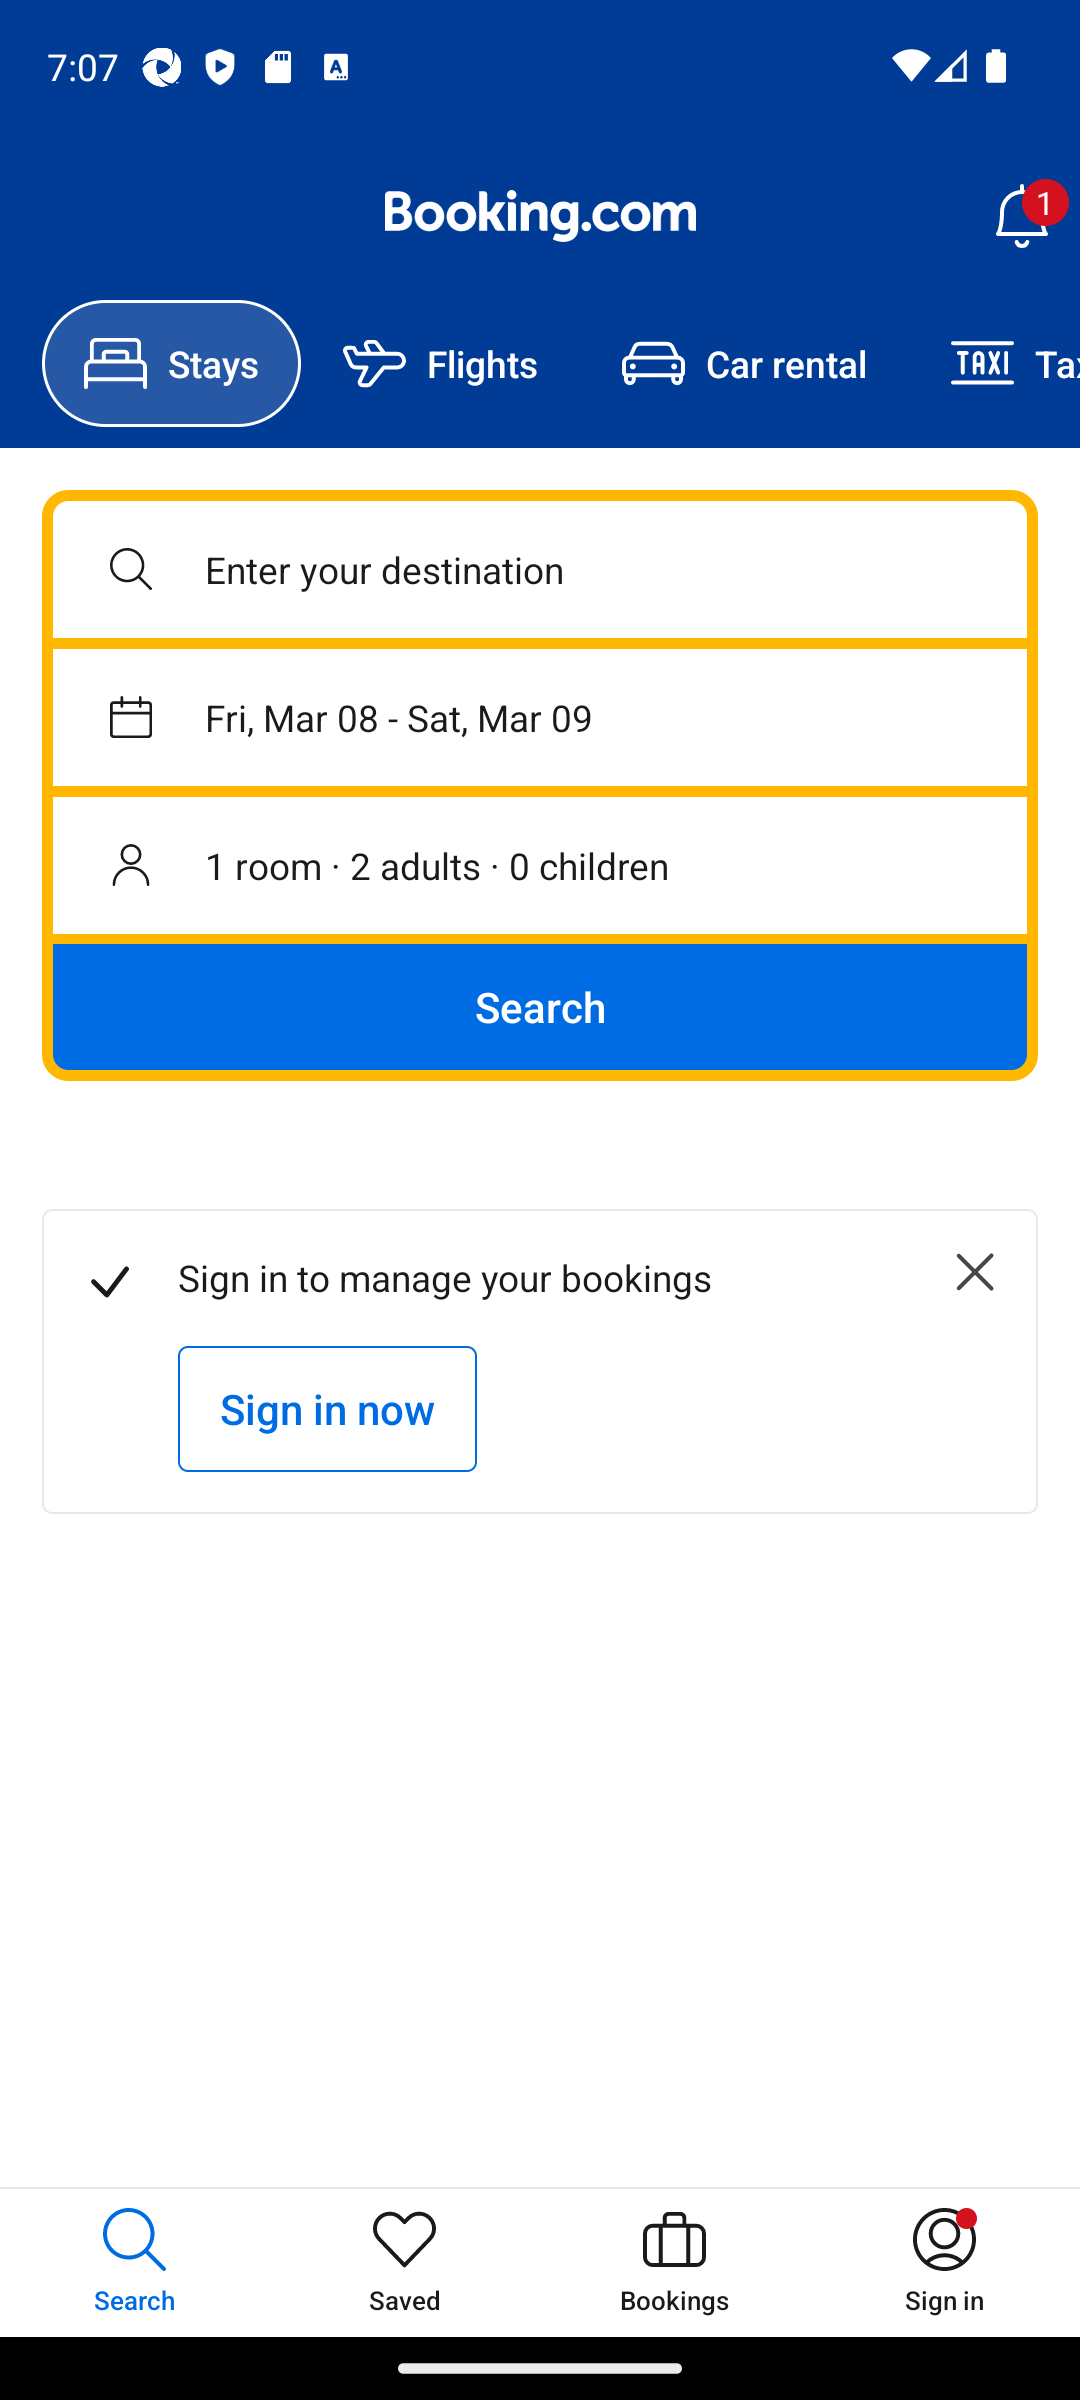 7:07
Booking.com
1
Stays
Flights
Car rental
TAXI
Enter your destination
Fri, Mar 08 - Sat, Mar 09
1 room · 2 adults · 0 children
Search
Sign in to manage your bookings
Sign in now
Search
Saved
Bookings
Sign in